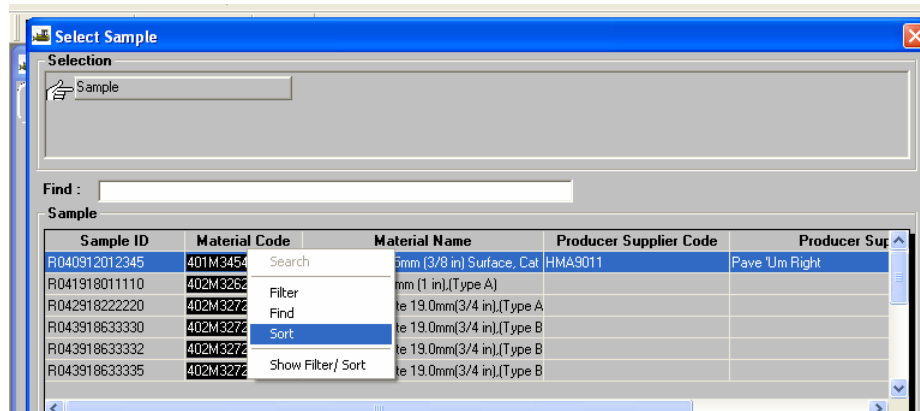 Select Sample
Selection
Sample
Find :
Sample
Sample ID Material Code Material Name Producer Supplier Code Producer Sup
R040912012345 401M3454 5mm (3/8 in) Surface, Cat HMA9011 Pave 'Um Right
R041918011110 402M3262 mm (1 in),(Type A)
R042918222220 402M3272 te 19.0mm(3/4 in),(Type A
R043918633330 402M3272 te 19.0mm(3/4 in),(Type B
R043918633332 402M3272 te 19.0mm(3/4 in),(Type B
R043918633335 402M3272 te 19.0mm(3/4 in),(Type B
Search
Filter
Find
Sort
Show Filter/ Sort